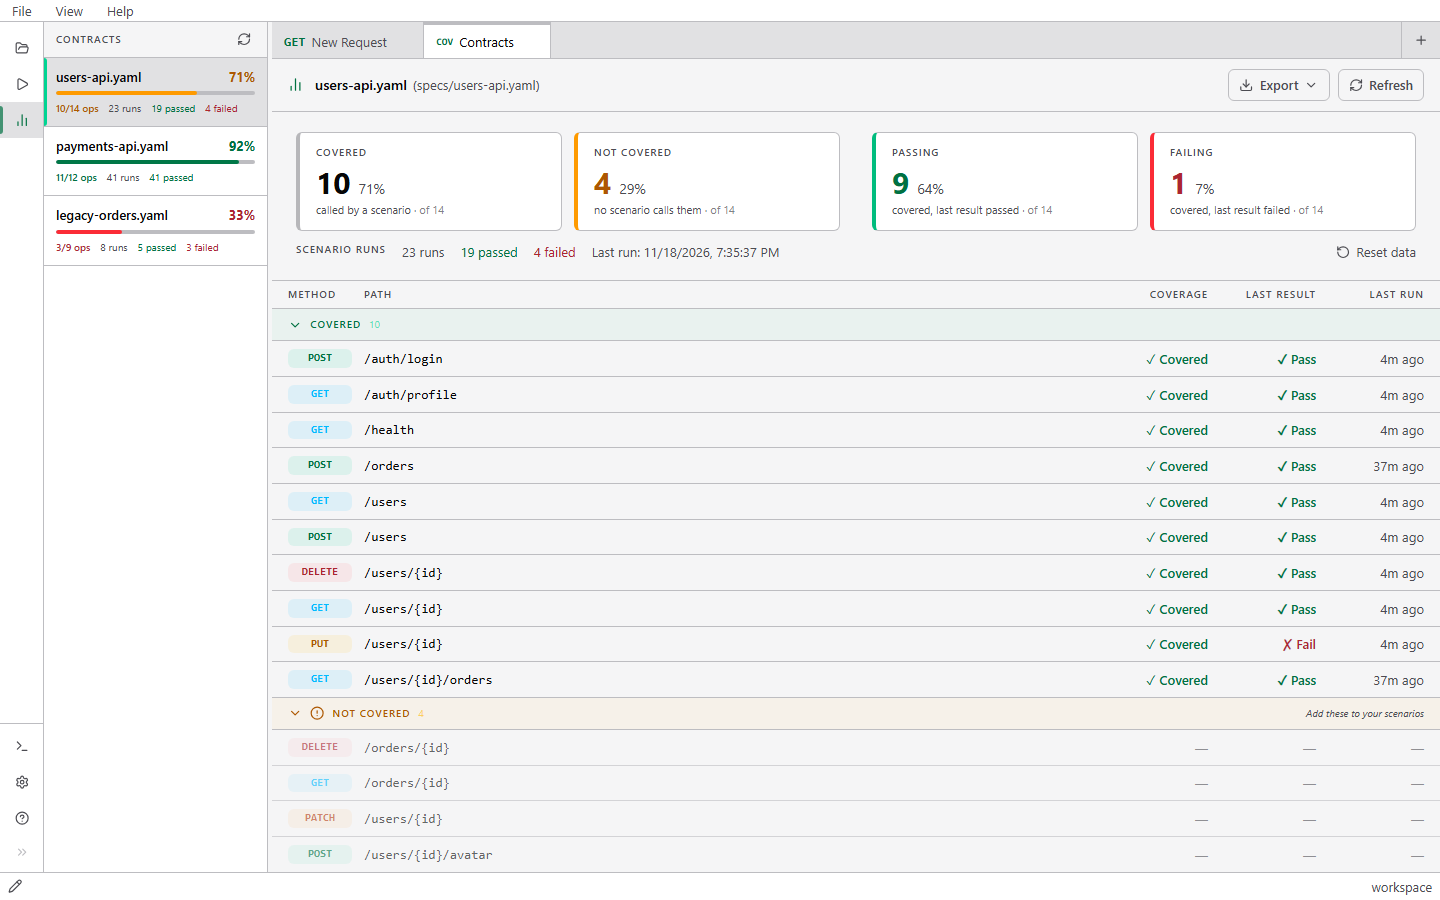 File View Help
CONTRACTS
users-api.yaml 71%
10/14 ops 23 runs 19 passed 4 failed
payments-api.yaml 92%
11/12 ops 41 runs 41 passed
legacy-orders.yaml 33%
3/9 ops 8 runs 5 passed 3 failed
GET New Request
COV Contracts
users-api.yaml (specs/users-api.yaml)
Export
Refresh
COVERED
10 71%
called by a scenario · of 14
NOT COVERED
4 29%
no scenario calls them · of 14
PASSING
9 64%
covered, last result passed · of 14
FAILING
1 7%
covered, last result failed · of 14
SCENARIO RUNS 23 runs 19 passed 4 failed Last run: 11/18/2026, 7:35:37 PM Reset data
METHOD PATH COVERAGE LAST RESULT LAST RUN
COVERED 10
POST /auth/login ✓ Covered ✓ Pass 4m ago
GET /auth/profile ✓ Covered ✓ Pass 4m ago
GET /health ✓ Covered ✓ Pass 4m ago
POST /orders ✓ Covered ✓ Pass 37m ago
GET /users ✓ Covered ✓ Pass 4m ago
POST /users ✓ Covered ✓ Pass 4m ago
DELETE /users/{id} ✓ Covered ✓ Pass 4m ago
GET /users/{id} ✓ Covered ✓ Pass 4m ago
PUT /users/{id} ✓ Covered ✗ Fail 4m ago
GET /users/{id}/orders ✓ Covered ✓ Pass 37m ago
NOT COVERED 4 Add these to your scenarios
DELETE /orders/{id} — — —
GET /orders/{id} — — —
PATCH /users/{id} — — —
POST /users/{id}/avatar — — —
workspace